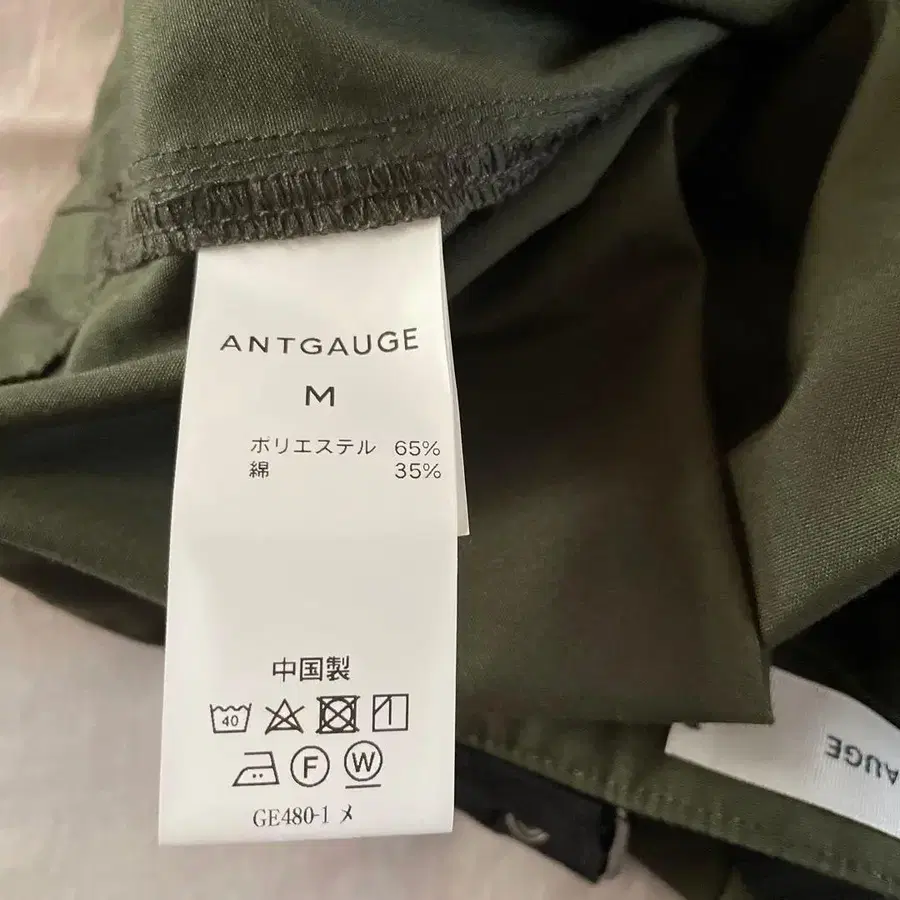 ANTGAUGE
M
ポリエステル 65%
綿 35%
中国製
40
F W
GE480-1 メ
AUGE